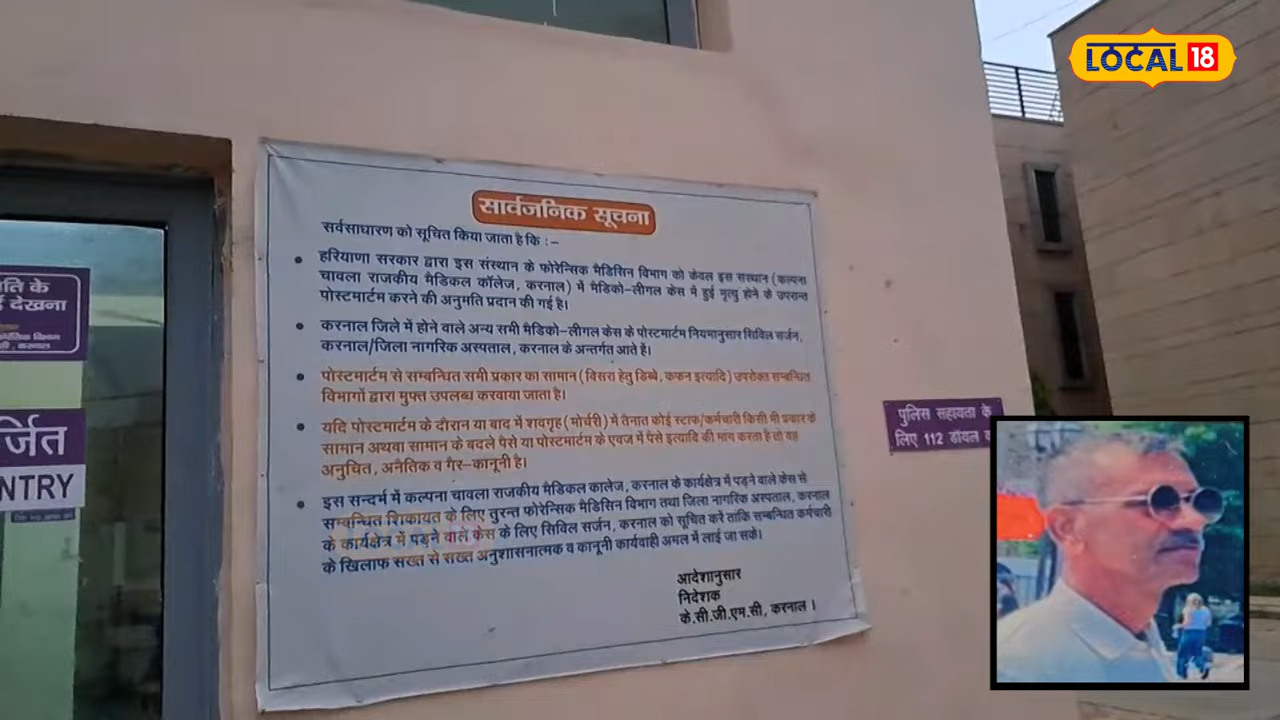 LOCAL 18
सार्वजनिक सूचना
सर्वसाधारण को सूचित किया जाता है कि :–
• हरियाणा सरकार द्वारा इस संस्थान के फोरेन्सिक मैडिसिन विभाग को केवल इस संस्थान (कल्पना
चावला राजकीय मैडिकल कॉलेज, करनाल) में मैडिको–लीगल केस में हुई मृत्यु होने के उपरान्त
पोस्टमार्टम करने की अनुमति प्रदान की गई है।
• करनाल जिले में होने वाले अन्य सभी मैडिको–लीगल केस के पोस्टमार्टम नियमानुसार सिविल सर्जन,
करनाल/जिला नागरिक अस्पताल, करनाल के अन्तर्गत आते है।
• पोस्टमार्टम से सम्बन्धित सभी प्रकार का सामान (विसरा हेतु डिब्बे, कफन इत्यादि) उपरोक्त सम्बन्धित
विभागों द्वारा मुफ्त उपलब्ध करवाया जाता है।
• यदि पोस्टमार्टम के दौरान या बाद में शवगृह (मोर्चरी) में तैनात कोई स्टाफ/कर्मचारी किसी भी प्रकार के
सामान अथवा सामान के बदले पैसे या पोस्टमार्टम के एवज में पैसे इत्यादि की मांग करता है तो यह
अनुचित, अनैतिक व गैर–कानूनी है।
• इस सन्दर्भ में कल्पना चावला राजकीय मैडिकल कालेज, करनाल के कार्यक्षेत्र में पड़ने वाले केस से
सम्बन्धित शिकायत के लिए तुरन्त फोरेन्सिक मैडिसिन विभाग तथा जिला नागरिक अस्पताल, करनाल
के कार्यक्षेत्र में पड़ने वाले केस के लिए सिविल सर्जन, करनाल को सूचित करे ताकि सम्बन्धित कर्मचारी
के खिलाफ सख्त से सख्त अनुशासनात्मक व कानूनी कार्यवाही अमल में लाई जा सके।
आदेशानुसार
निदेशक
के.सी.जी.एम.सी, करनाल ।
ति के
देखना
र्जित
NTRY
पुलिस सहायता के
लिए 112 डॉयल